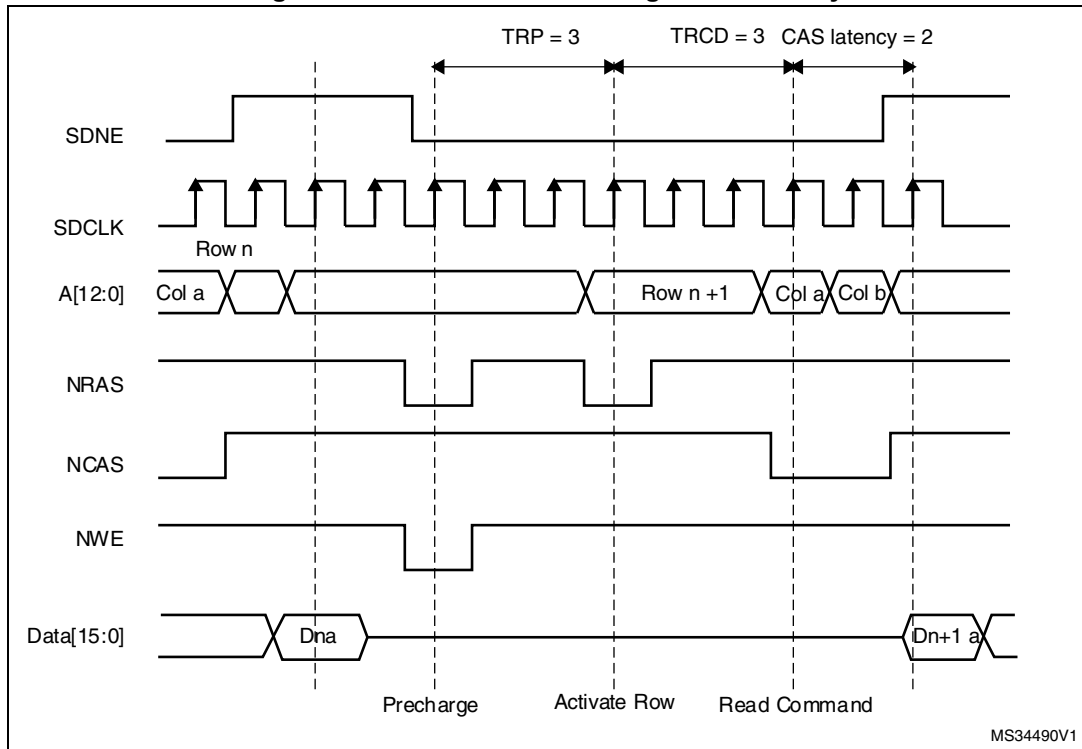 TRP = 3 TRCD = 3 CAS latency = 2
SDNE
SDCLK
Row n
A[12:0] Col a Row n +1 Col a Col b
NRAS
NCAS
NWE
Data[15:0] Dna Dn+1 a
Precharge Activate Row Read Command
MS34490V1